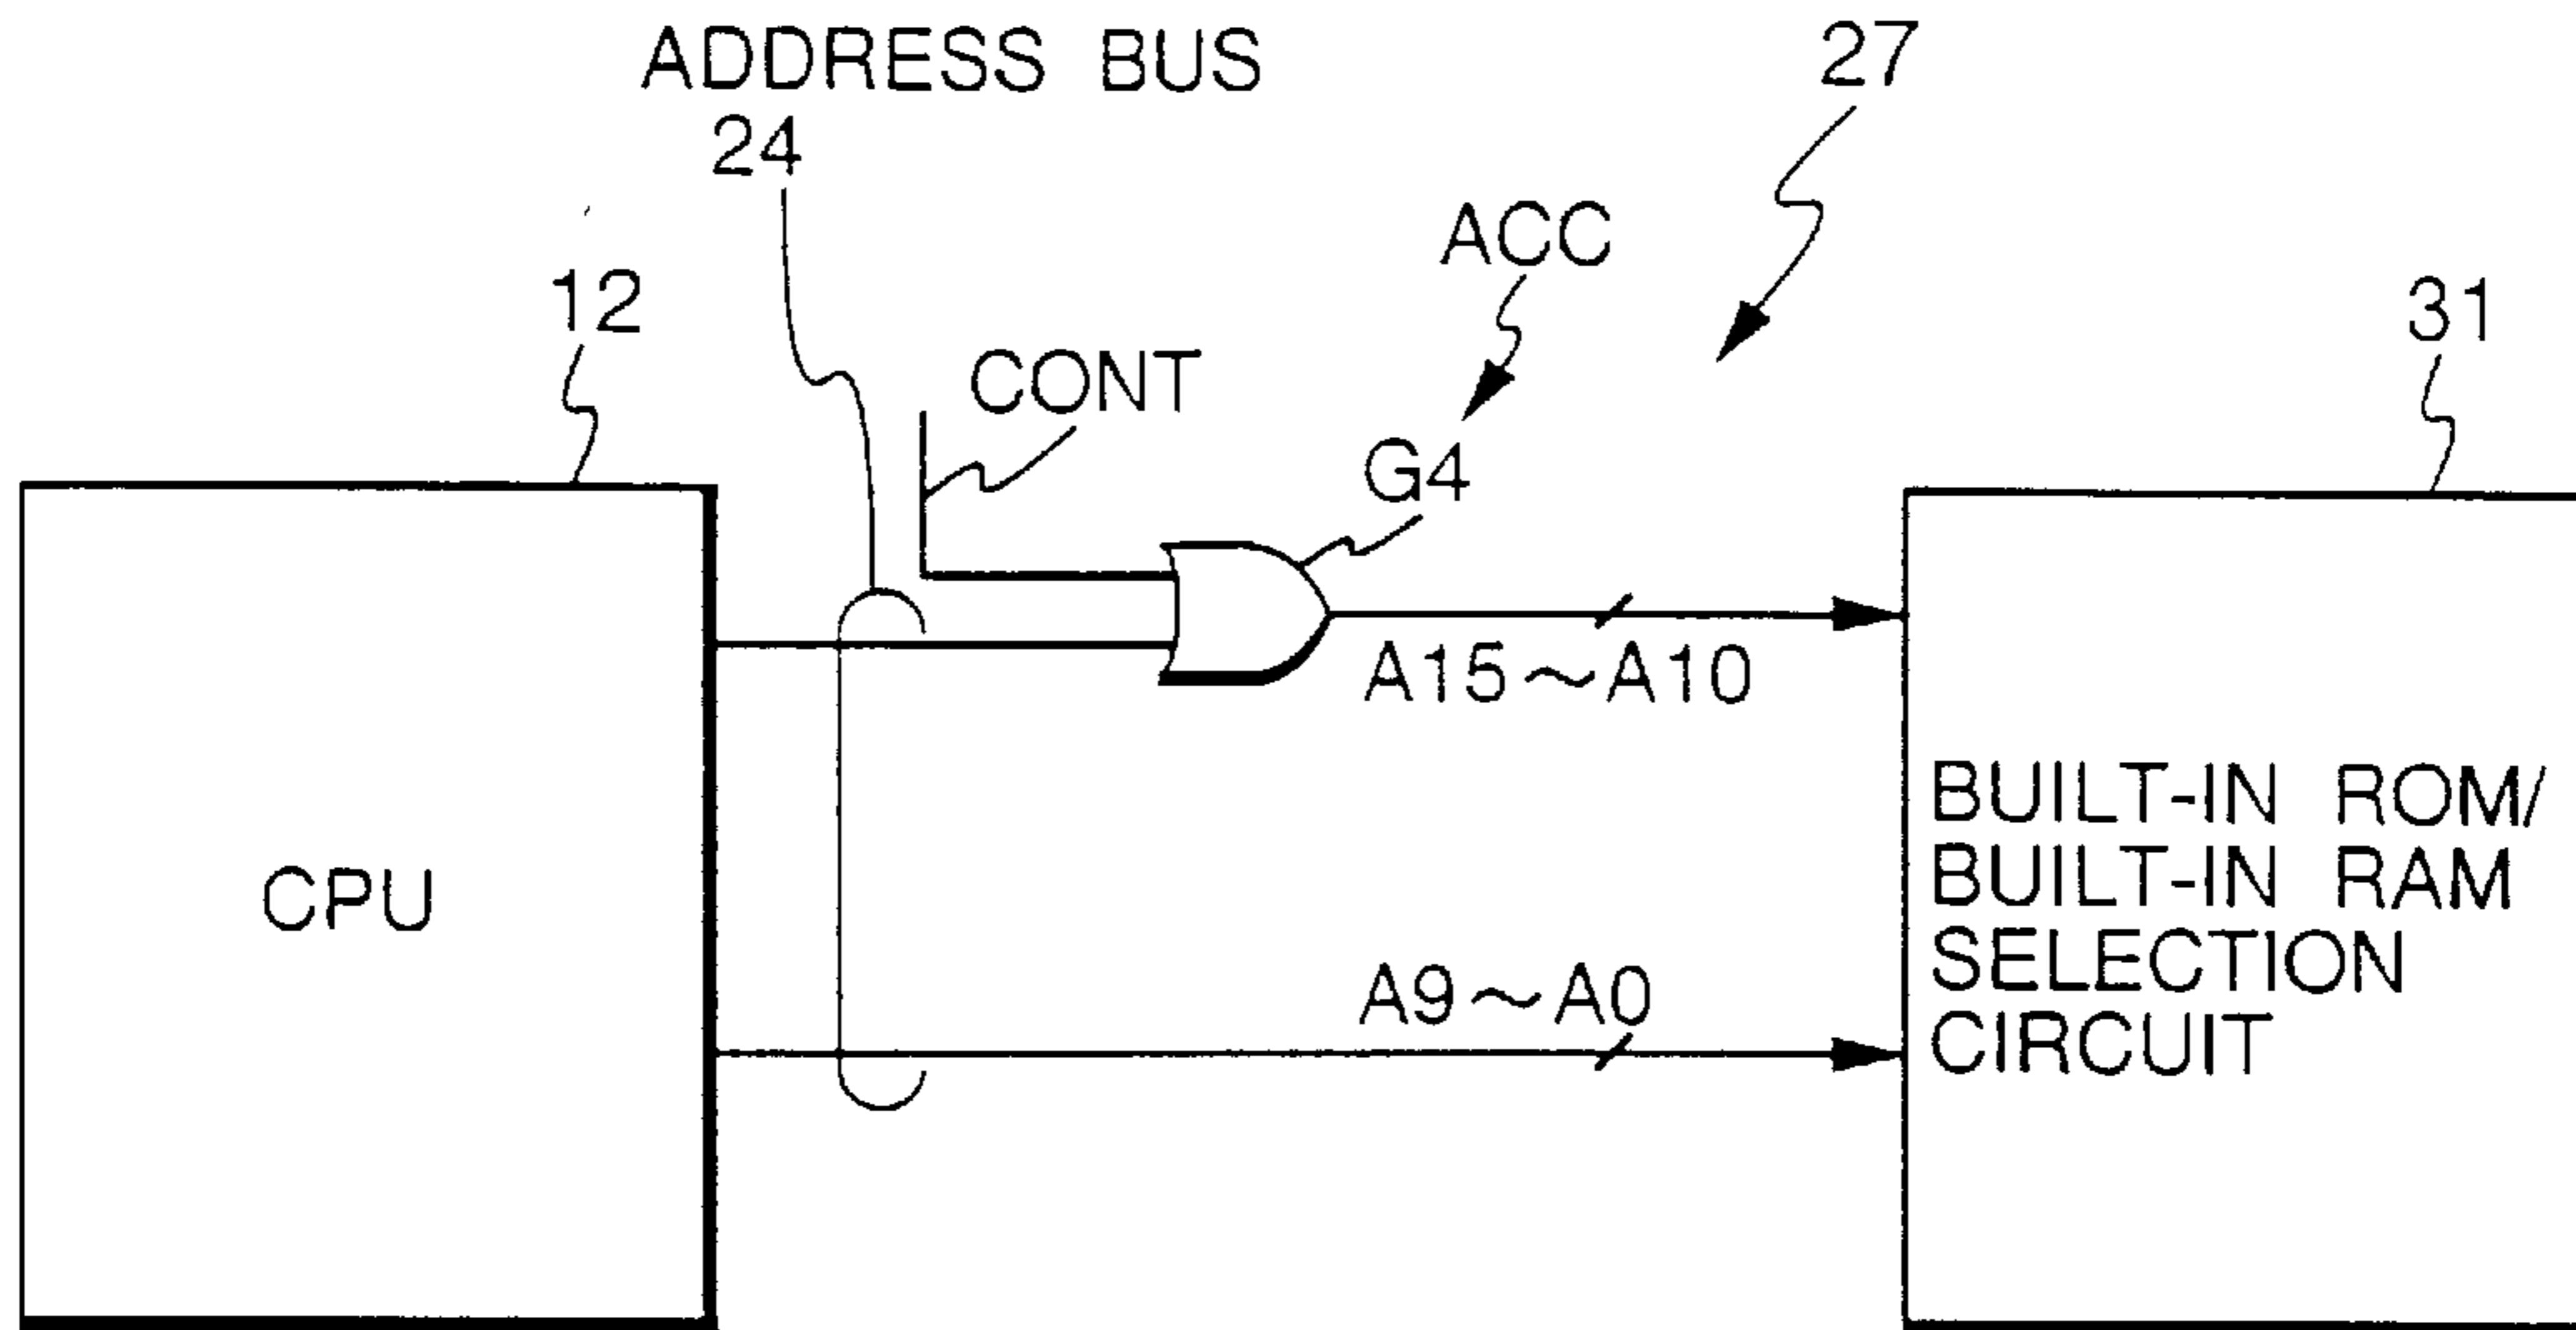 ADDRESS BUS
24
27
ACC
12
31
CONT
G4
A15~A10
CPU
BUILT-IN ROM/
BUILT-IN RAM
SELECTION
CIRCUIT
A9~A0